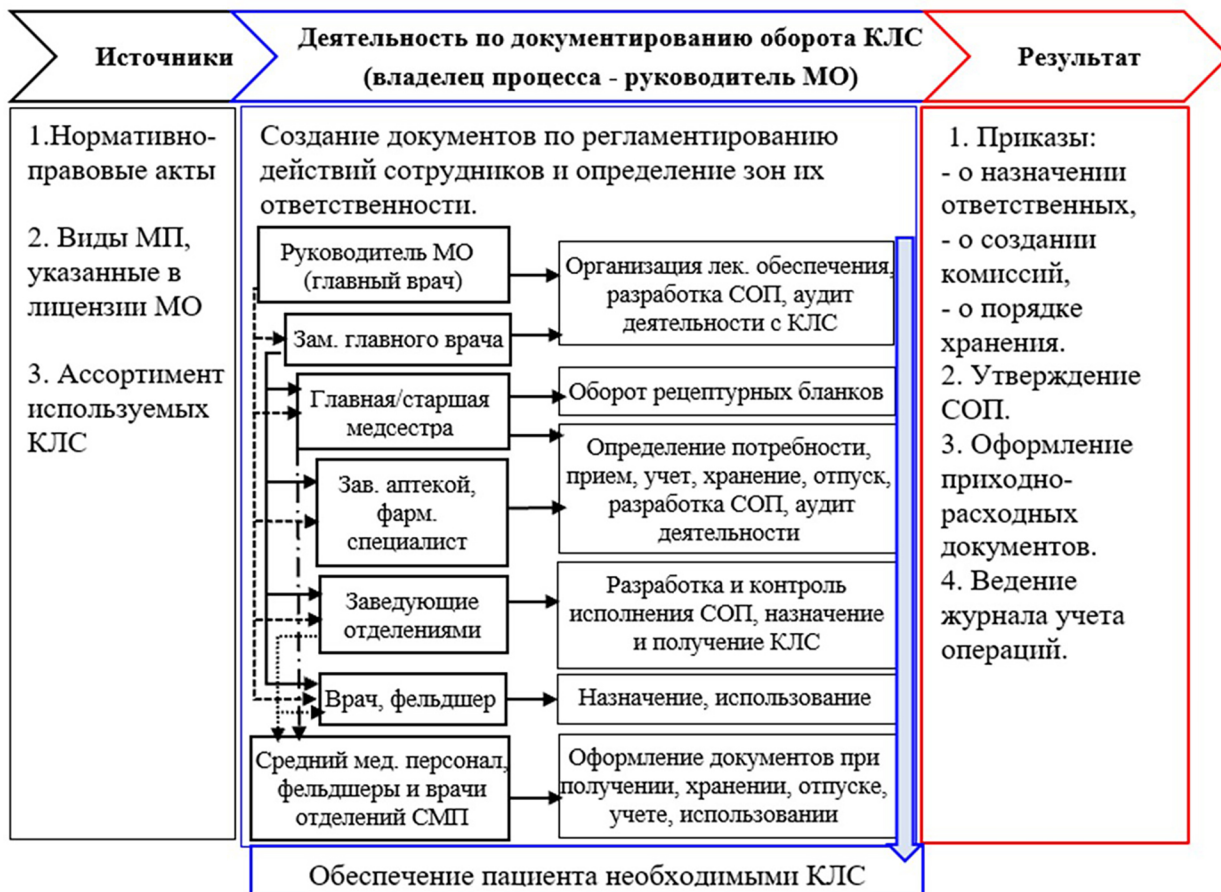 Источники
Деятельность по документированию оборота КЛС
(владелец процесса - руководитель МО)
Результат
1.Нормативно-
правовые акты
2. Виды МП,
указанные в
лицензии МО
3. Ассортимент
используемых
КЛС
Создание документов по регламентированию
действий сотрудников и определение зон их
ответственности.
Руководитель МО
(главный врач)
Организация лек. обеспечения,
разработка СОП, аудит
деятельности с КЛС
Зам. главного врача
Главная/старшая
медсестра
Оборот рецептурных бланков
Определение потребности,
прием, учет, хранение, отпуск,
разработка СОП, аудит
деятельности
Зав. аптекой,
фарм.
специалист
Заведующие
отделениями
Разработка и контроль
исполнения СОП, назначение
и получение КЛС
Врач, фельдшер
Назначение, использование
Средний мед. персонал,
фельдшеры и врачи
отделений СМП
Оформление документов при
получении, хранении, отпуске,
учете, использовании
Обеспечение пациента необходимыми КЛС
1. Приказы:
- о назначении
ответственных,
- о создании
комиссий,
- о порядке
хранения.
2. Утверждение
СОП.
3. Оформление
приходно-
расходных
документов.
4. Ведение
журнала учета
операций.